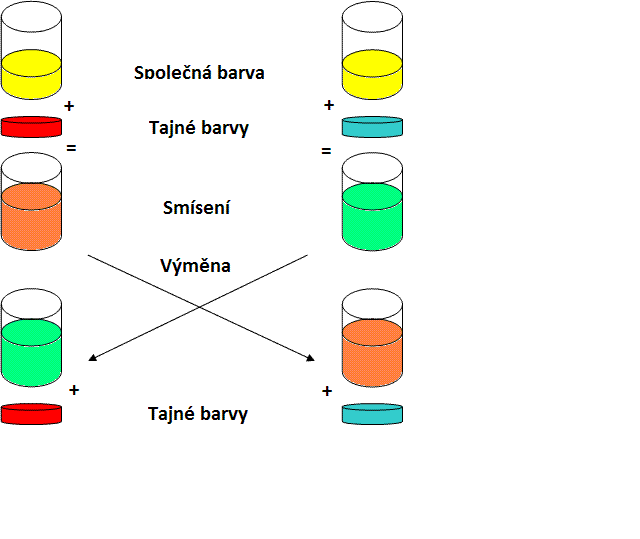 Společná barva
+ +
Tajné barvy
= =
Smísení
Výměna
+ +
Tajné barvy